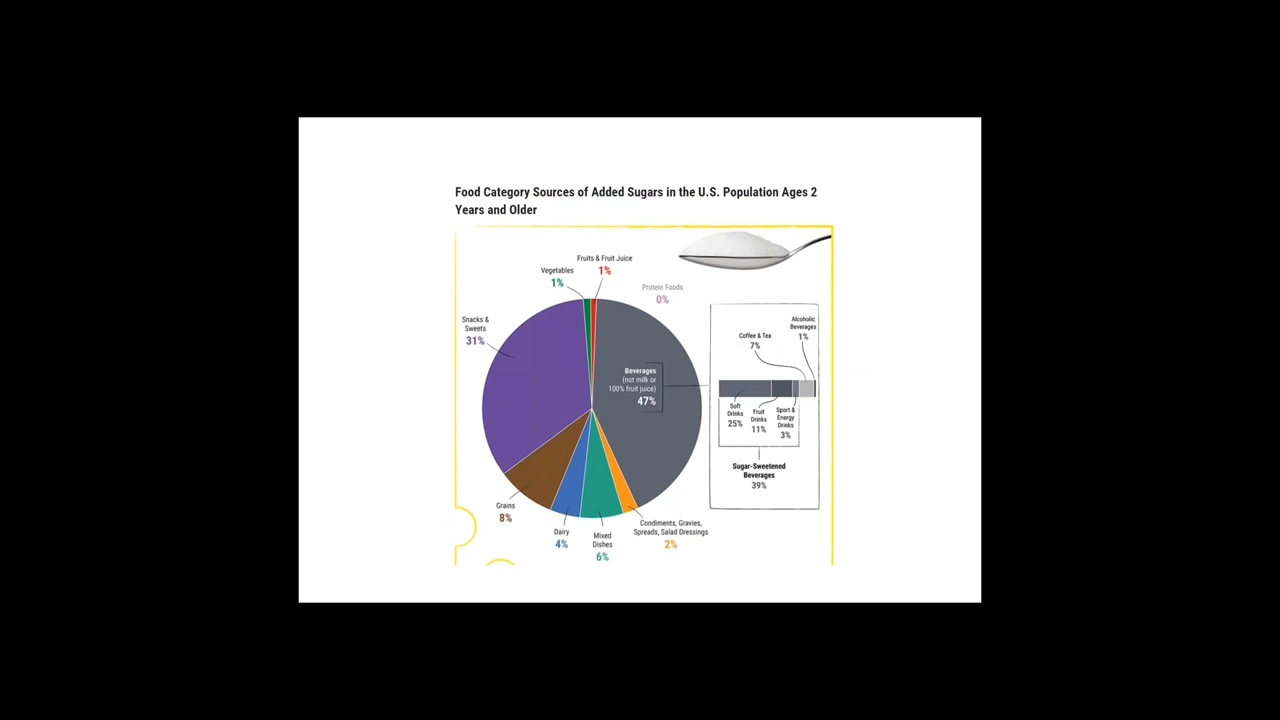 Food Category Sources of Added Sugars in the U.S. Population Ages 2
Years and Older
Fruits & Fruit Juice
1%
Vegetables
1%
Protein Foods
0%
Snacks &
Sweets
31%
Beverages
(not milk or
100% fruit juice)
47%
Alcoholic
Beverages
1%
Coffee & Tea
7%
Soft
Drinks
25%
Fruit
Drinks
11%
Sport &
Energy
Drinks
3%
Sugar-Sweetened
Beverages
39%
Grains
8%
Dairy
4%
Mixed
Dishes
6%
Condiments, Gravies,
Spreads, Salad Dressings
2%